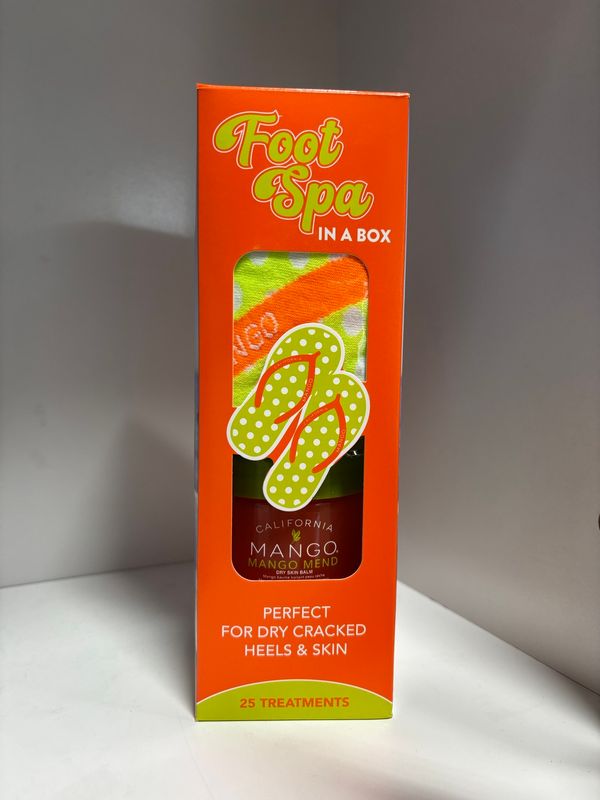 Foot
Spa
IN A BOX
NGO
CALIFORNIA
MANGO®
MANGO MEND
DRY SKIN BALM
PERFECT
FOR DRY CRACKED
HEELS & SKIN
25 TREATMENTS